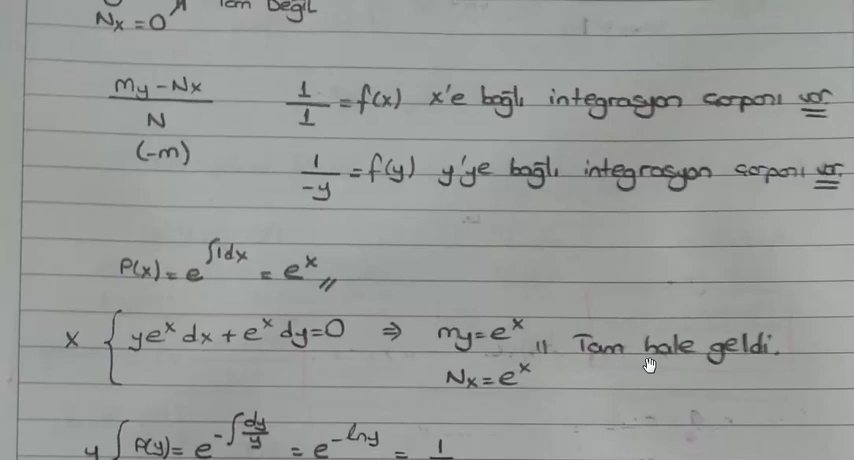 Nx = 0 Tam Değil
My - Nx / N (-m) 1/1 = f(x) x'e bağlı integrasyon çarpanı var
1/-y = f(y) y'ye bağlı integrasyon çarpanı var.
P(x) = e^∫1dx = e^x //
x { ye^x dx + e^x dy = 0 ⇒ my = e^x // Tam hale geldi.
Nx = e^x
y { P(y) = e^-∫dy/y = e^-lny = 1